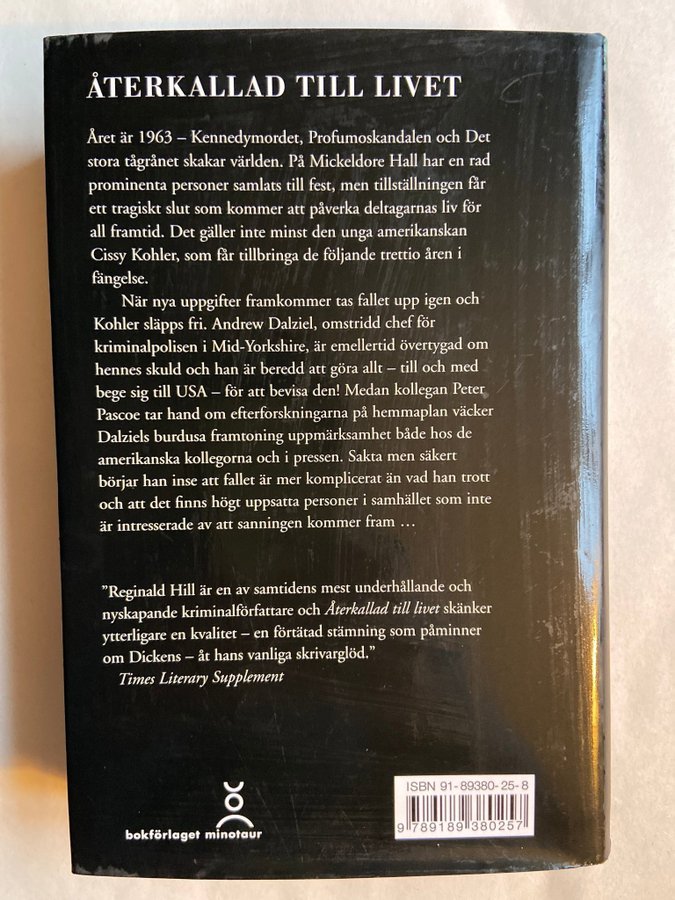 ÅTERKALLAD TILL LIVET
Året är 1963 – Kennedymordet, Profumoskandalen och Det
stora tågrånet skakar världen. På Mickeldore Hall har en rad
prominenta personer samlats till fest, men tillställningen får
ett tragiskt slut som kommer att påverka deltagarnas liv för
all framtid. Det gäller inte minst den unga amerikanskan
Cissy Kohler, som får tillbringa de följande trettio åren i
fängelse.
När nya uppgifter framkommer tas fallet upp igen och
Kohler släpps fri. Andrew Dalziel, omstridd chef för
kriminalpolisen i Mid-Yorkshire, är emellertid övertygad om
hennes skuld och han är beredd att göra allt – till och med
bege sig till USA – för att bevisa den! Medan kollegan Peter
Pascoe tar hand om efterforskningarna på hemmaplan väcker
Dalziels burdusa framtoning uppmärksamhet både hos de
amerikanska kollegorna och i pressen. Sakta men säkert
börjar han inse att fallet är mer komplicerat än vad han trott
och att det finns högt uppsatta personer i samhället som inte
är intresserade av att sanningen kommer fram …
”Reginald Hill är en av samtidens mest underhållande och
nyskapande kriminalförfattare och Återkallad till livet skänker
ytterligare en kvalitet – en förtätad stämning som påminner
om Dickens – åt hans vanliga skrivarglöd.”
Times Literary Supplement
ISBN 91-89380-25-8
9 789189 380257
bokförlaget minotaur